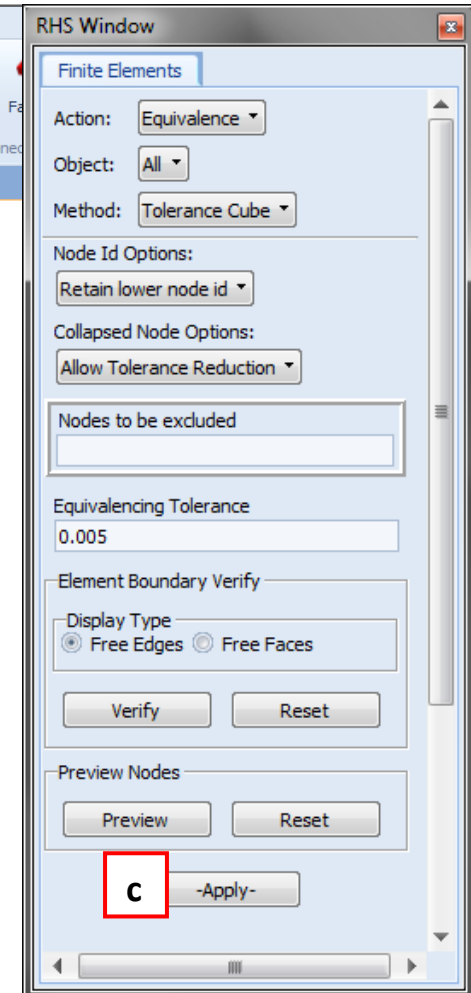 RHS Window
Finite Elements
Fa
nec
Action: Equivalence
Object: All
Method: Tolerance Cube
Node Id Options:
Retain lower node id
Collapsed Node Options:
Allow Tolerance Reduction
Nodes to be excluded
Equivalencing Tolerance
0.005
Element Boundary Verify
Display Type
Free Edges Free Faces
Verify Reset
Preview Nodes
Preview Reset
c -Apply-